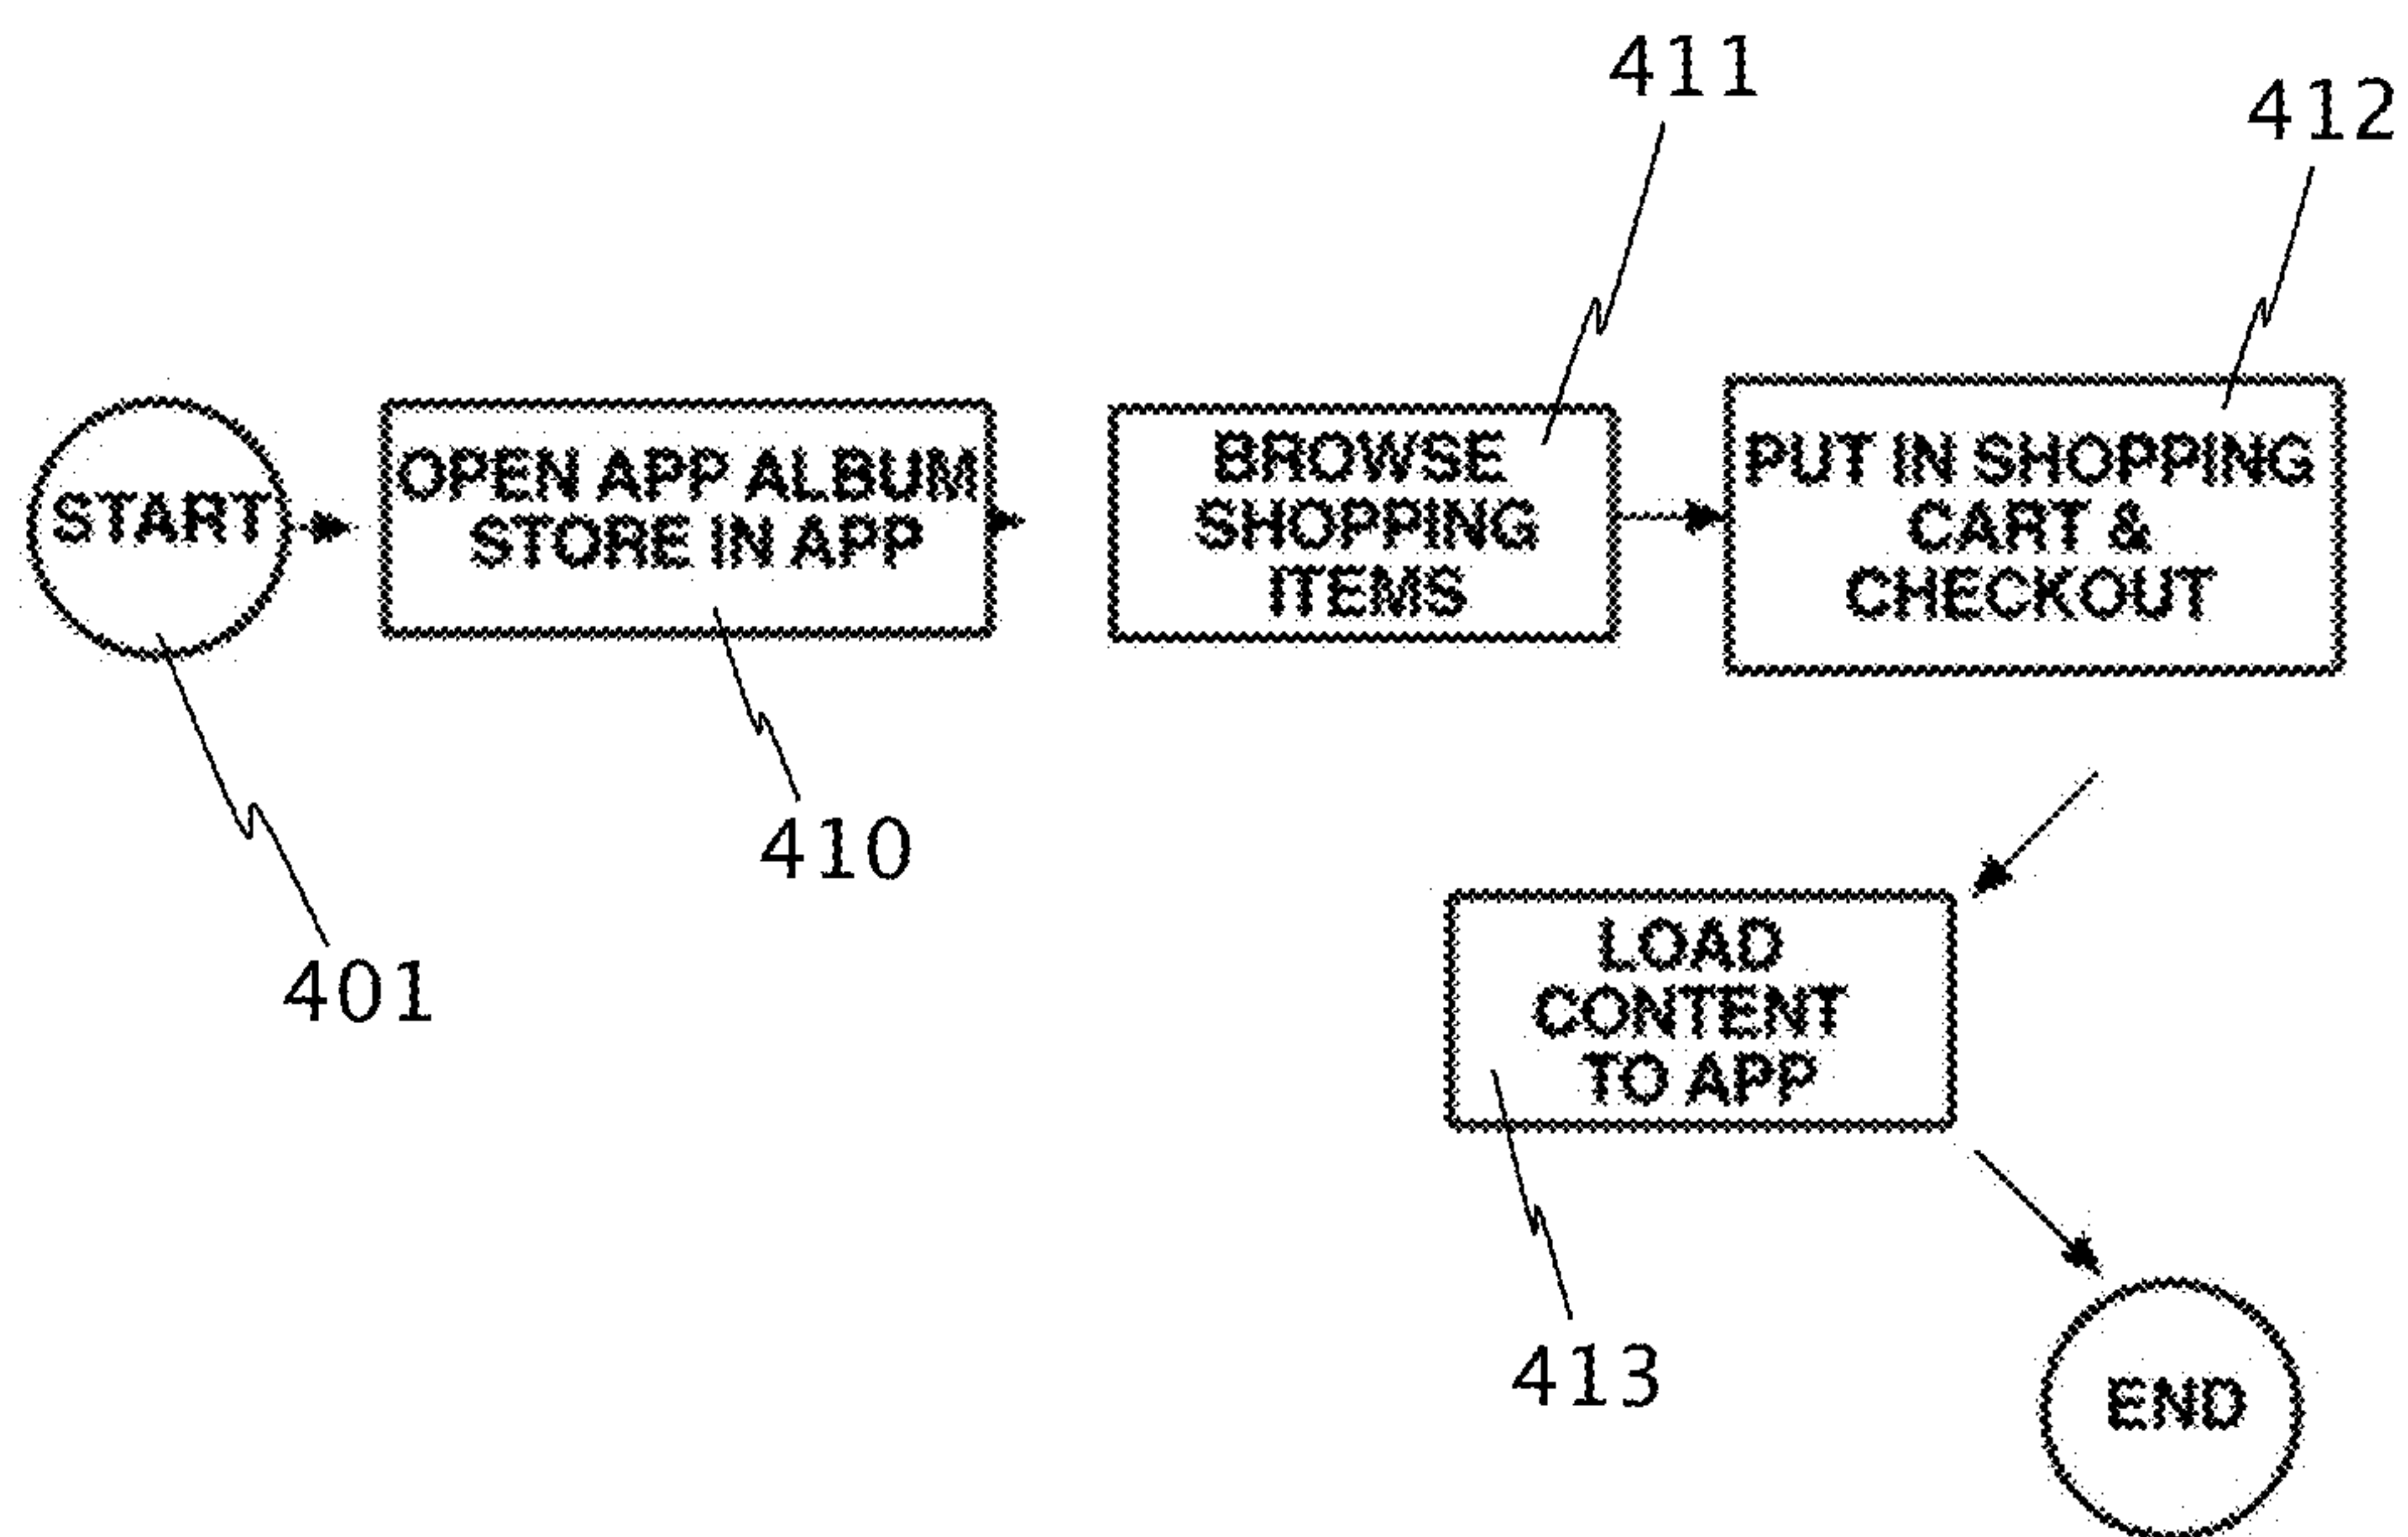 411
412
START
OPEN APP ALBUM
STORE IN APP
BROWSE
SHOPPING
ITEMS
PUT IN SHOPPING
CART &
CHECKOUT
410
401
LOAD
CONTENT
TO APP
413
END